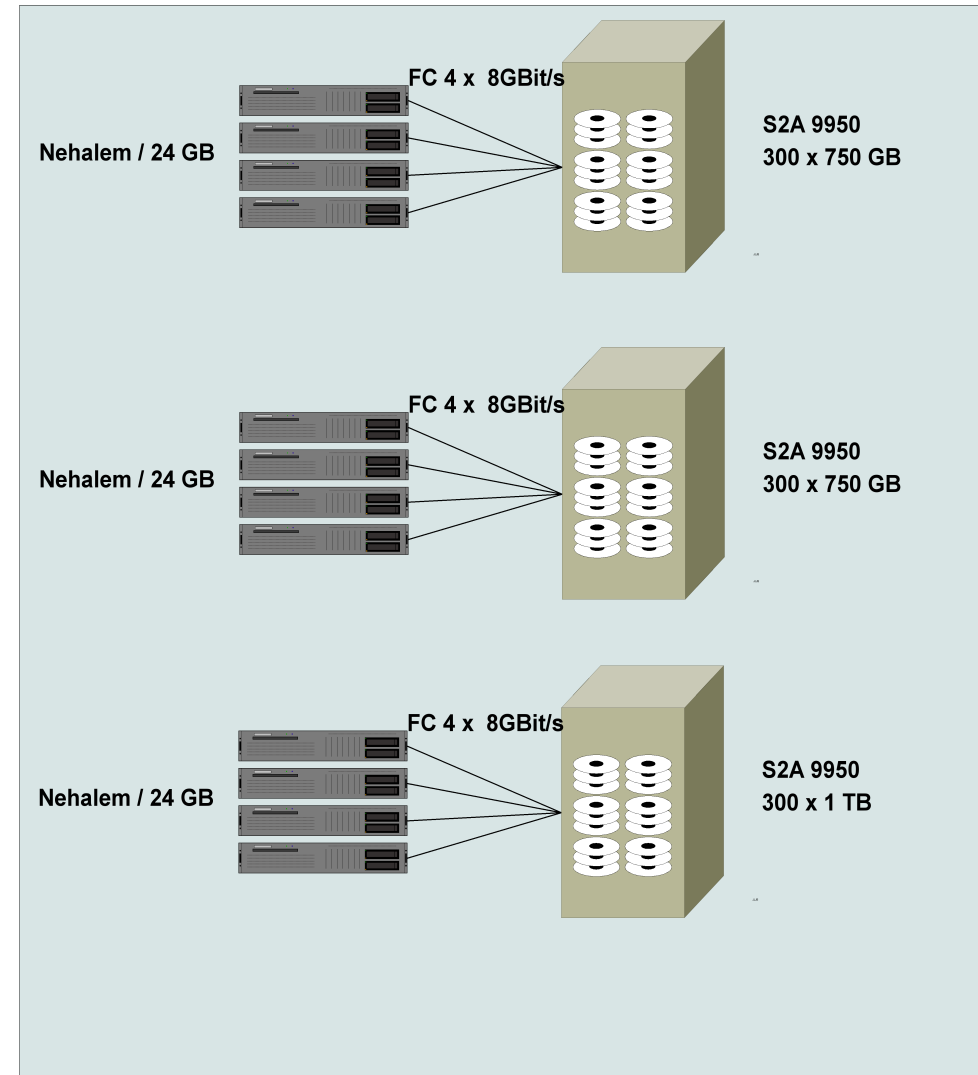 FC 4 x 8GBit/s
Nehalem / 24 GB
S2A 9950
300 x 750 GB
FC 4 x 8GBit/s
Nehalem / 24 GB
S2A 9950
300 x 750 GB
FC 4 x 8GBit/s
Nehalem / 24 GB
S2A 9950
300 x 1 TB